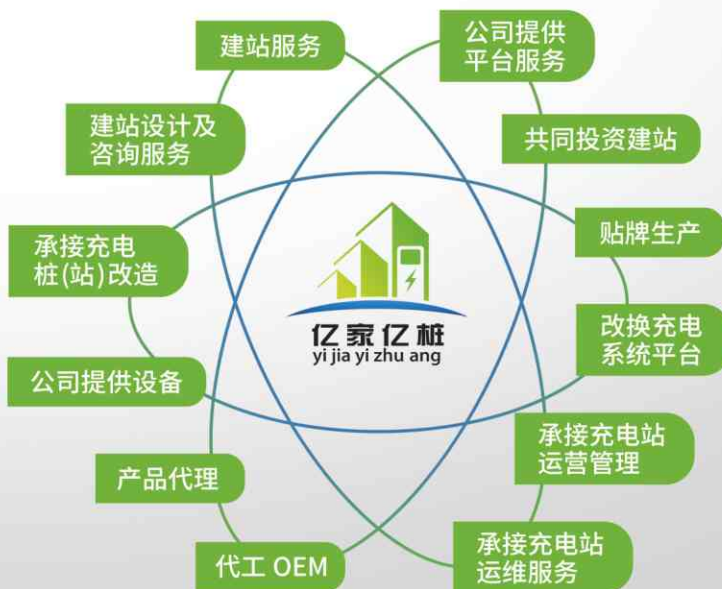 建站服务
公司提供
平台服务
建站设计及
咨询服务
共同投资建站
承接充电
桩(站)改造
贴牌生产
亿家亿桩
yi jia yi zhu ang
改换充电
系统平台
公司提供设备
承接充电站
运营管理
产品代理
代工 OEM
承接充电站
运维服务